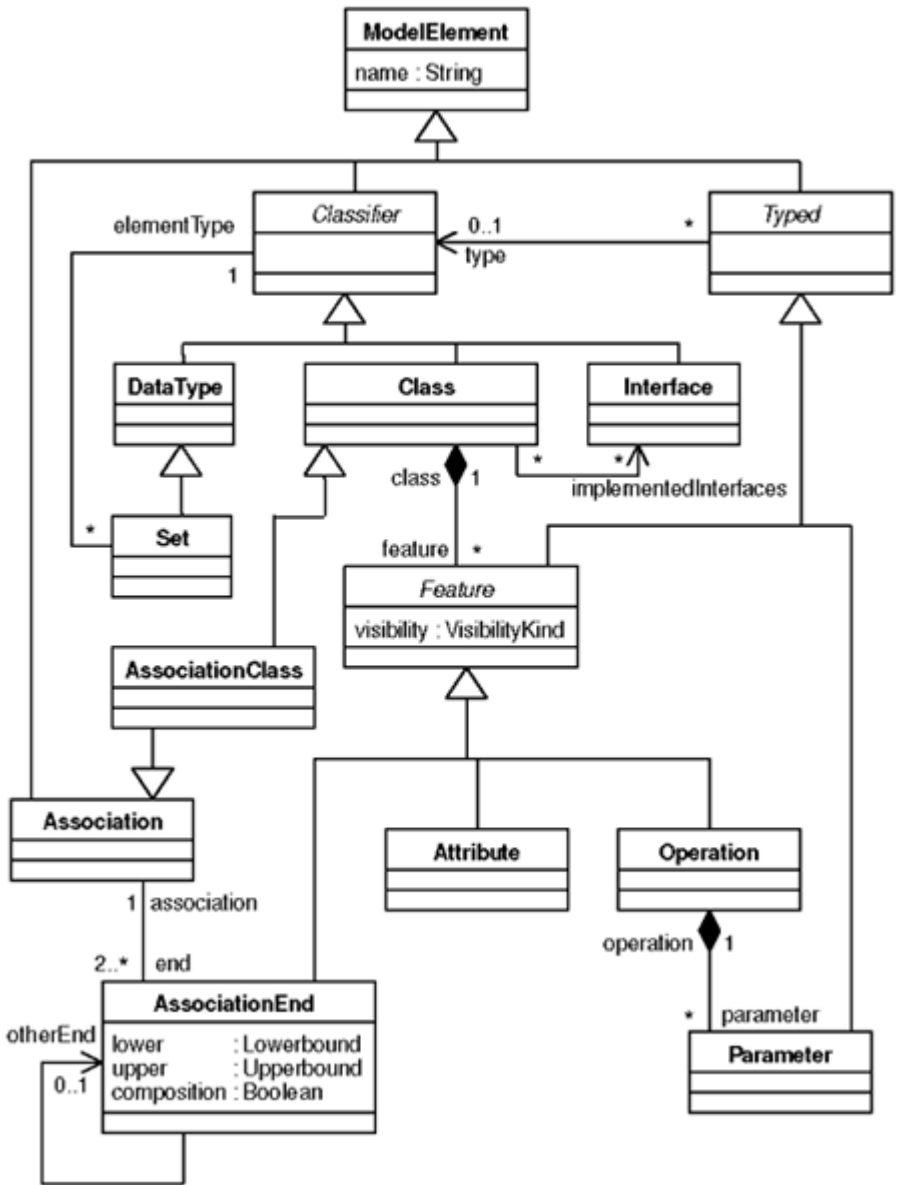 ModelElement
name : String
Classifier
Typed
elementType
1
0..1
type
*
DataType
Class
Interface
*
*
implementedInterfaces
class
1
*
Set
feature
*
Feature
visibility : VisibilityKind
AssociationClass
Association
Attribute
Operation
1
association
operation
1
2..*
end
AssociationEnd
lower : Lowerbound
upper : Upperbound
composition : Boolean
otherEnd
0..1
*
parameter
Parameter